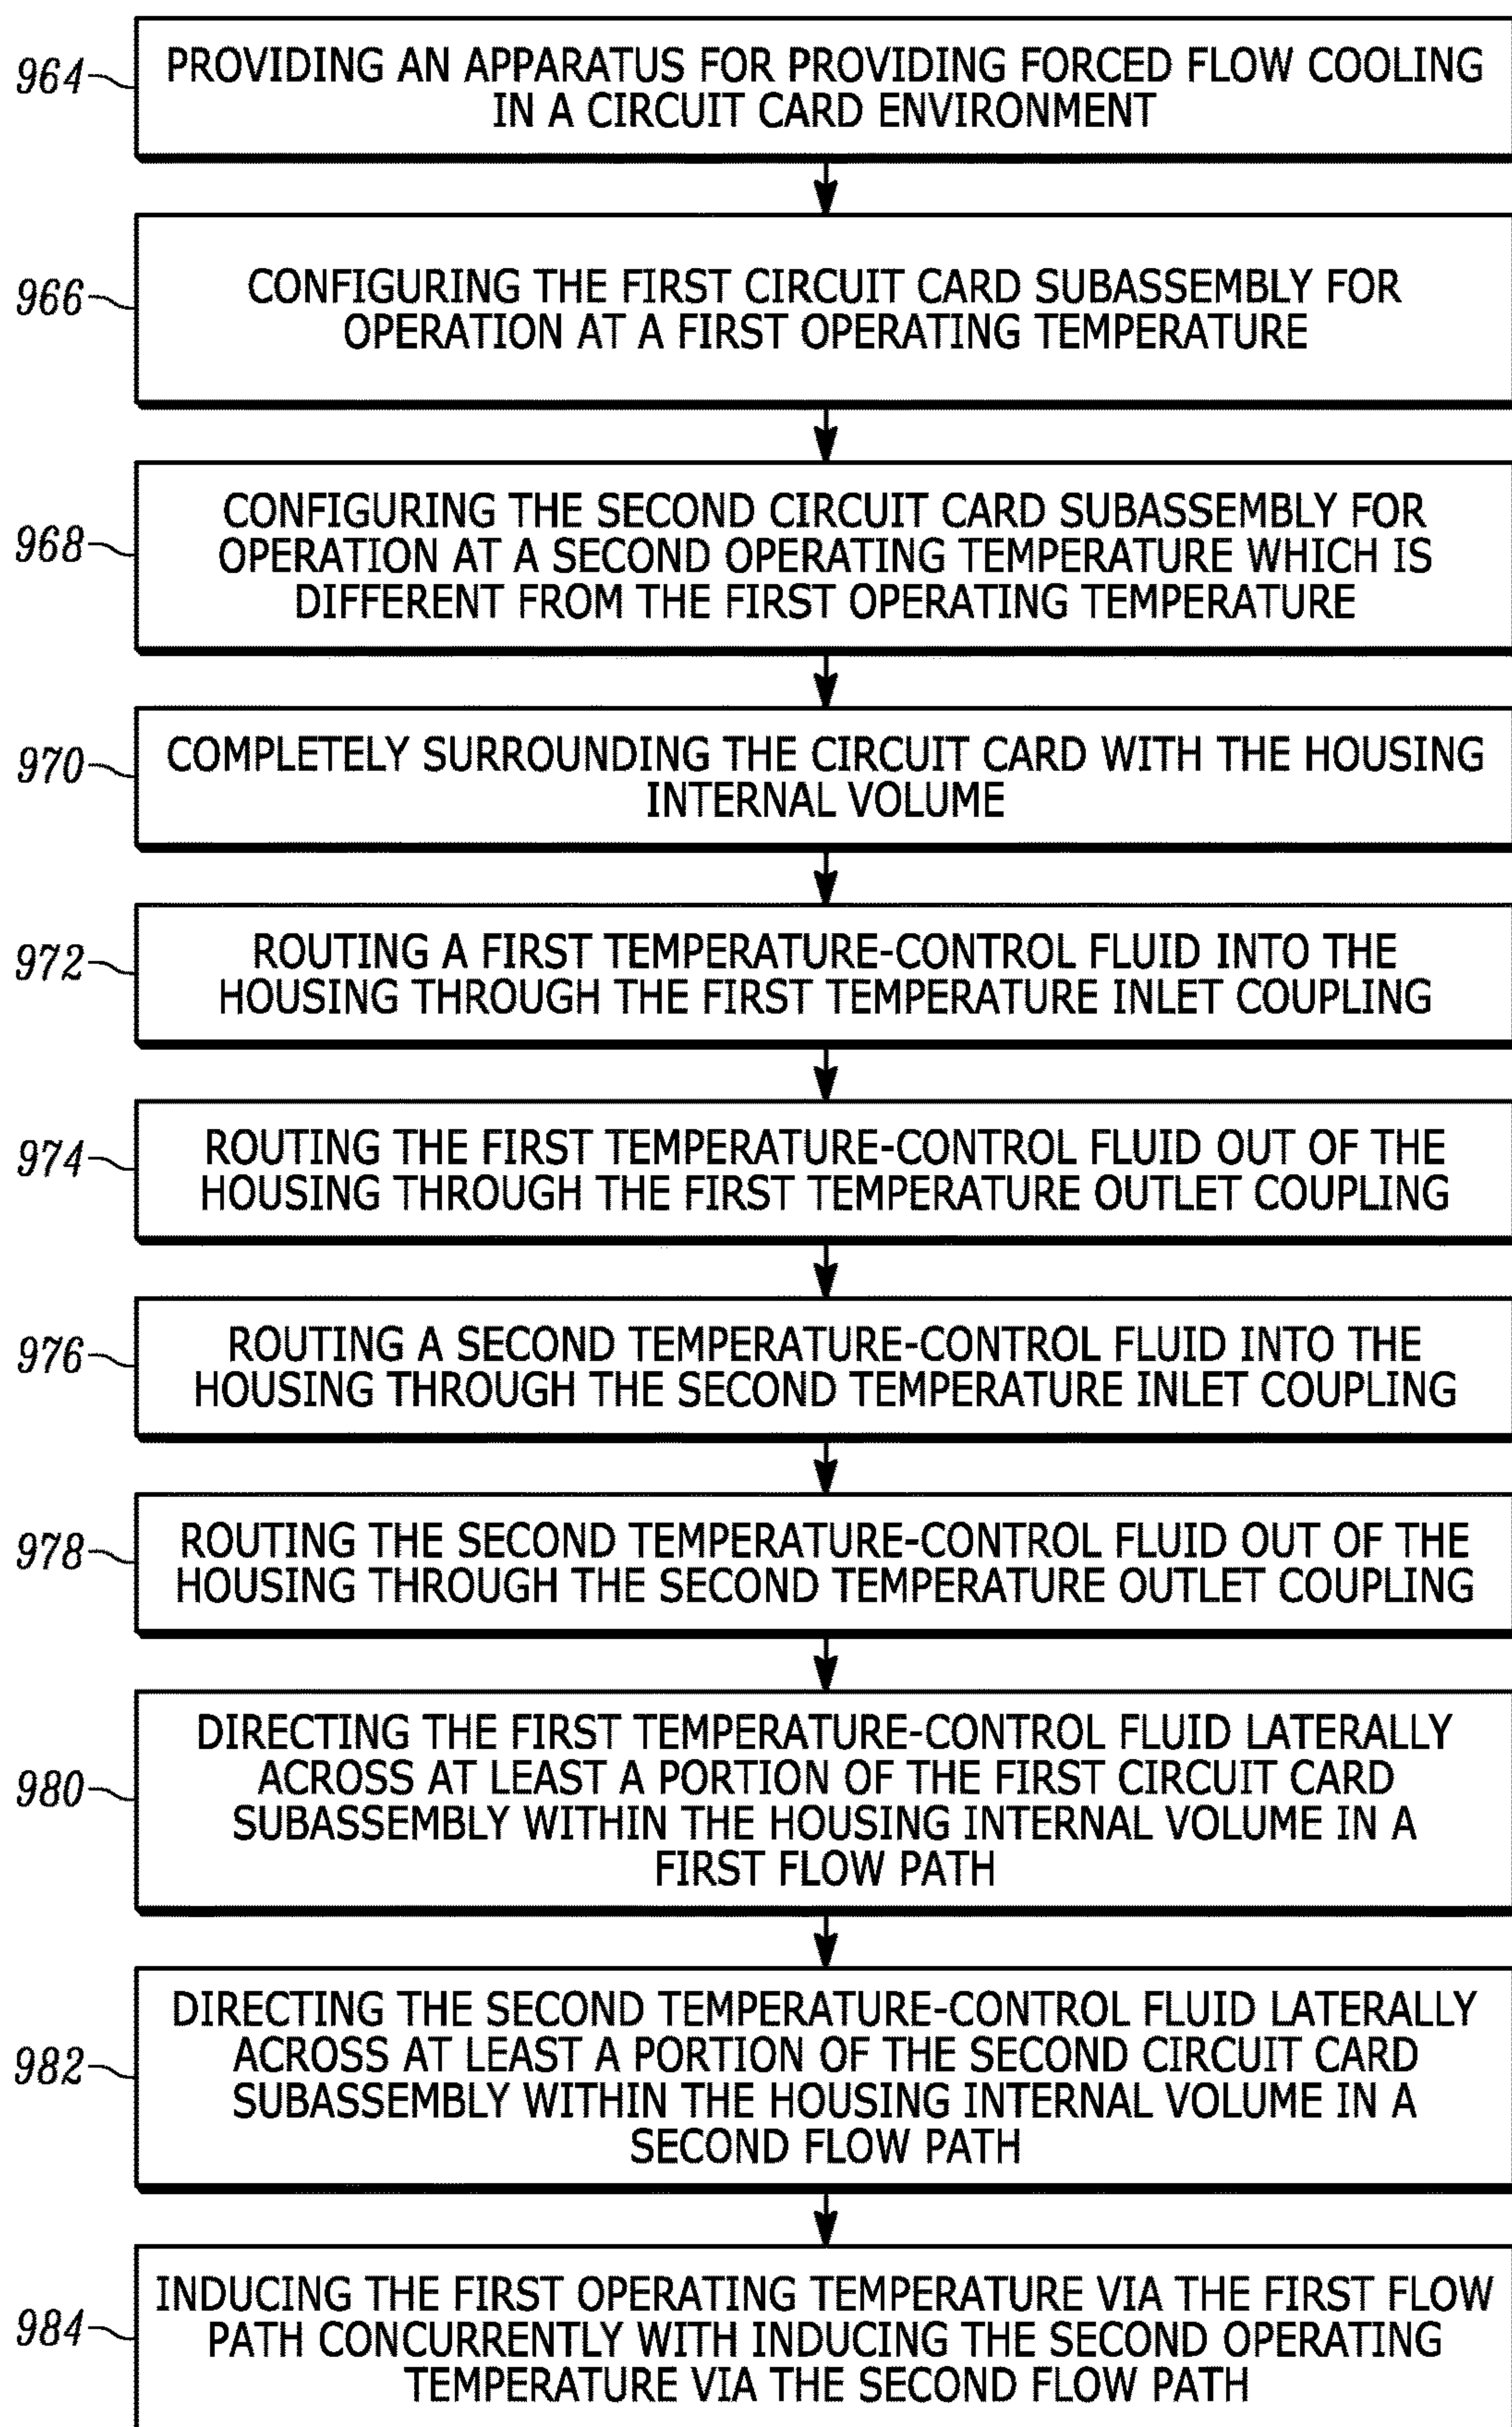 964
PROVIDING AN APPARATUS FOR PROVIDING FORCED FLOW COOLING
IN A CIRCUIT CARD ENVIRONMENT
966
CONFIGURING THE FIRST CIRCUIT CARD SUBASSEMBLY FOR
OPERATION AT A FIRST OPERATING TEMPERATURE
968
CONFIGURING THE SECOND CIRCUIT CARD SUBASSEMBLY FOR
OPERATION AT A SECOND OPERATING TEMPERATURE WHICH IS
DIFFERENT FROM THE FIRST OPERATING TEMPERATURE
970
COMPLETELY SURROUNDING THE CIRCUIT CARD WITH THE HOUSING
INTERNAL VOLUME
972
ROUTING A FIRST TEMPERATURE-CONTROL FLUID INTO THE
HOUSING THROUGH THE FIRST TEMPERATURE INLET COUPLING
974
ROUTING THE FIRST TEMPERATURE-CONTROL FLUID OUT OF THE
HOUSING THROUGH THE FIRST TEMPERATURE OUTLET COUPLING
976
ROUTING A SECOND TEMPERATURE-CONTROL FLUID INTO THE
HOUSING THROUGH THE SECOND TEMPERATURE INLET COUPLING
978
ROUTING THE SECOND TEMPERATURE-CONTROL FLUID OUT OF THE
HOUSING THROUGH THE SECOND TEMPERATURE OUTLET COUPLING
980
DIRECTING THE FIRST TEMPERATURE-CONTROL FLUID LATERALLY
ACROSS AT LEAST A PORTION OF THE FIRST CIRCUIT CARD
SUBASSEMBLY WITHIN THE HOUSING INTERNAL VOLUME IN A
FIRST FLOW PATH
982
DIRECTING THE SECOND TEMPERATURE-CONTROL FLUID LATERALLY
ACROSS AT LEAST A PORTION OF THE SECOND CIRCUIT CARD
SUBASSEMBLY WITHIN THE HOUSING INTERNAL VOLUME IN A
SECOND FLOW PATH
984
INDUCING THE FIRST OPERATING TEMPERATURE VIA THE FIRST FLOW
PATH CONCURRENTLY WITH INDUCING THE SECOND OPERATING
TEMPERATURE VIA THE SECOND FLOW PATH